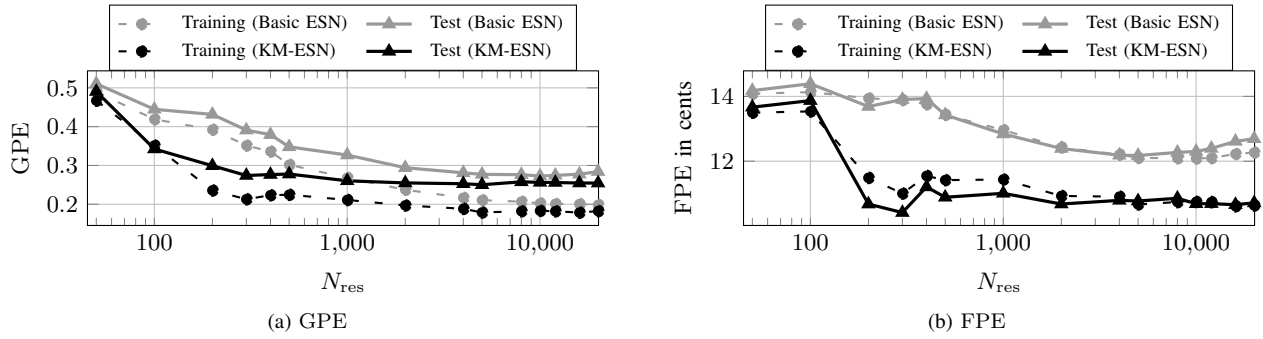 Training (Basic ESN) Test (Basic ESN)
Training (KM-ESN) Test (KM-ESN)
0.5
0.4
0.3
0.2
GPE
100 1,000 10,000
N_res
(a) GPE
Training (Basic ESN) Test (Basic ESN)
Training (KM-ESN) Test (KM-ESN)
14
12
FPE in cents
100 1,000 10,000
N_res
(b) FPE